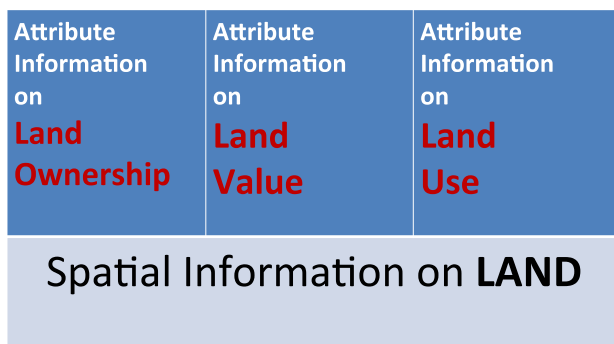 Attribute
Information
on
Land
Ownership
Attribute
Information
on
Land
Value
Attribute
Information
on
Land
Use
Spatial Information on LAND